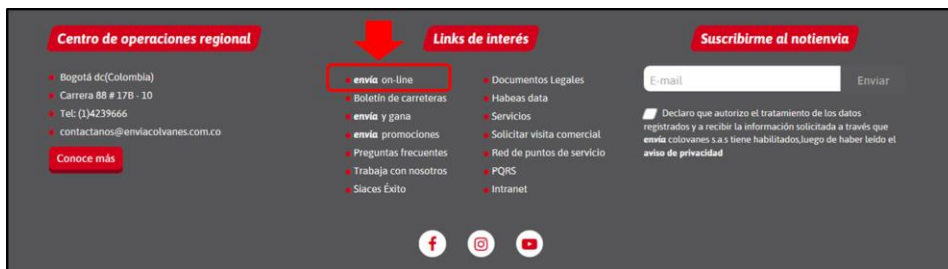 Centro de operaciones regional
Bogotá dc(Colombia)
Carrera 88 # 17B - 10
Tel: (1)4239666
contactanos@enviacolvanes.com.co
Conoce más
Links de interés
envía on-line
Boletín de carreteras
envía y gana
envía promociones
Preguntas frecuentes
Trabaja con nosotros
Siaces Éxito
Documentos Legales
Habeas data
Servicios
Solicitar visita comercial
Red de puntos de servicio
PQRS
Intranet
Suscribirme al notienvia
E-mail
Enviar
Declaro que autorizo el tratamiento de los datos
registrados y a recibir la información solicitada a través que
envía colovanes s.a.s tiene habilitados,luego de haber leído el
aviso de privacidad